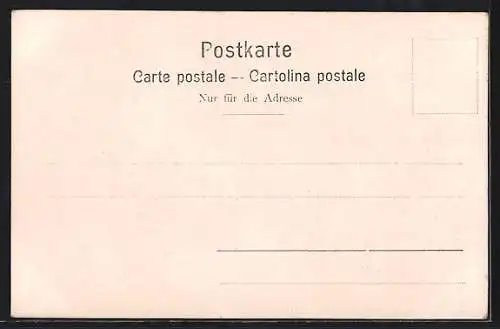 Postkarte
Carte postale -- Cartolina postale
Nur für die Adresse